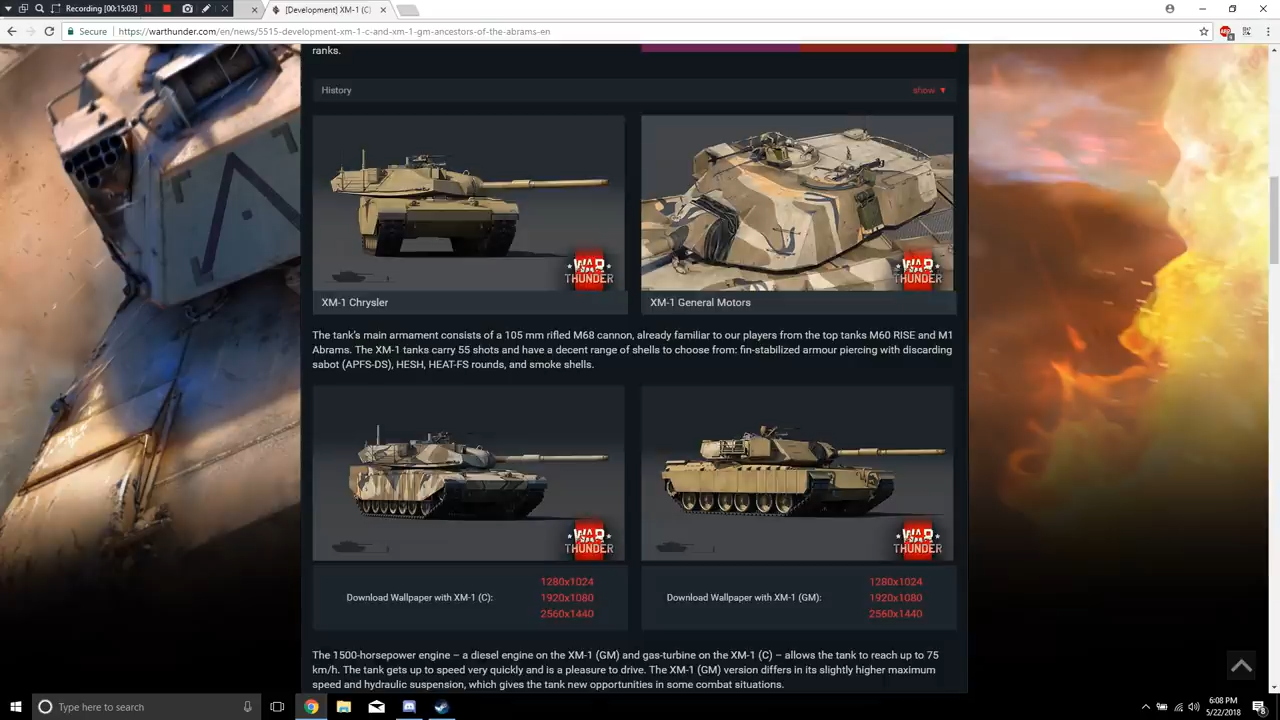 Recording [00:15:03]
[Development] XM-1 (C)
Secure
https://warthunder.com/en/news/5515-development-xm-1-c-and-xm-1-gm-ancestors-of-the-abrams-en
ranks.
History
show ▼
WAR
THUNDER
WAR
THUNDER
XM-1 Chrysler
XM-1 General Motors
The tank's main armament consists of a 105 mm rifled M68 cannon, already familiar to our players from the top tanks M60 RISE and M1
Abrams. The XM-1 tanks carry 55 shots and have a decent range of shells to choose from: fin-stabilized armour piercing with discarding
sabot (APFS-DS), HESH, HEAT-FS rounds, and smoke shells.
WAR
THUNDER
WAR
THUNDER
Download Wallpaper with XM-1 (C):
1280x1024
1920x1080
2560x1440
Download Wallpaper with XM-1 (GM):
1280x1024
1920x1080
2560x1440
The 1500-horsepower engine – a diesel engine on the XM-1 (GM) and gas-turbine on the XM-1 (C) – allows the tank to reach up to 75
km/h. The tank gets up to speed very quickly and is a pleasure to drive. The XM-1 (GM) version differs in its slightly higher maximum
speed and hydraulic suspension, which gives the tank new opportunities in some combat situations.
Type here to search
6:08 PM
5/22/2018